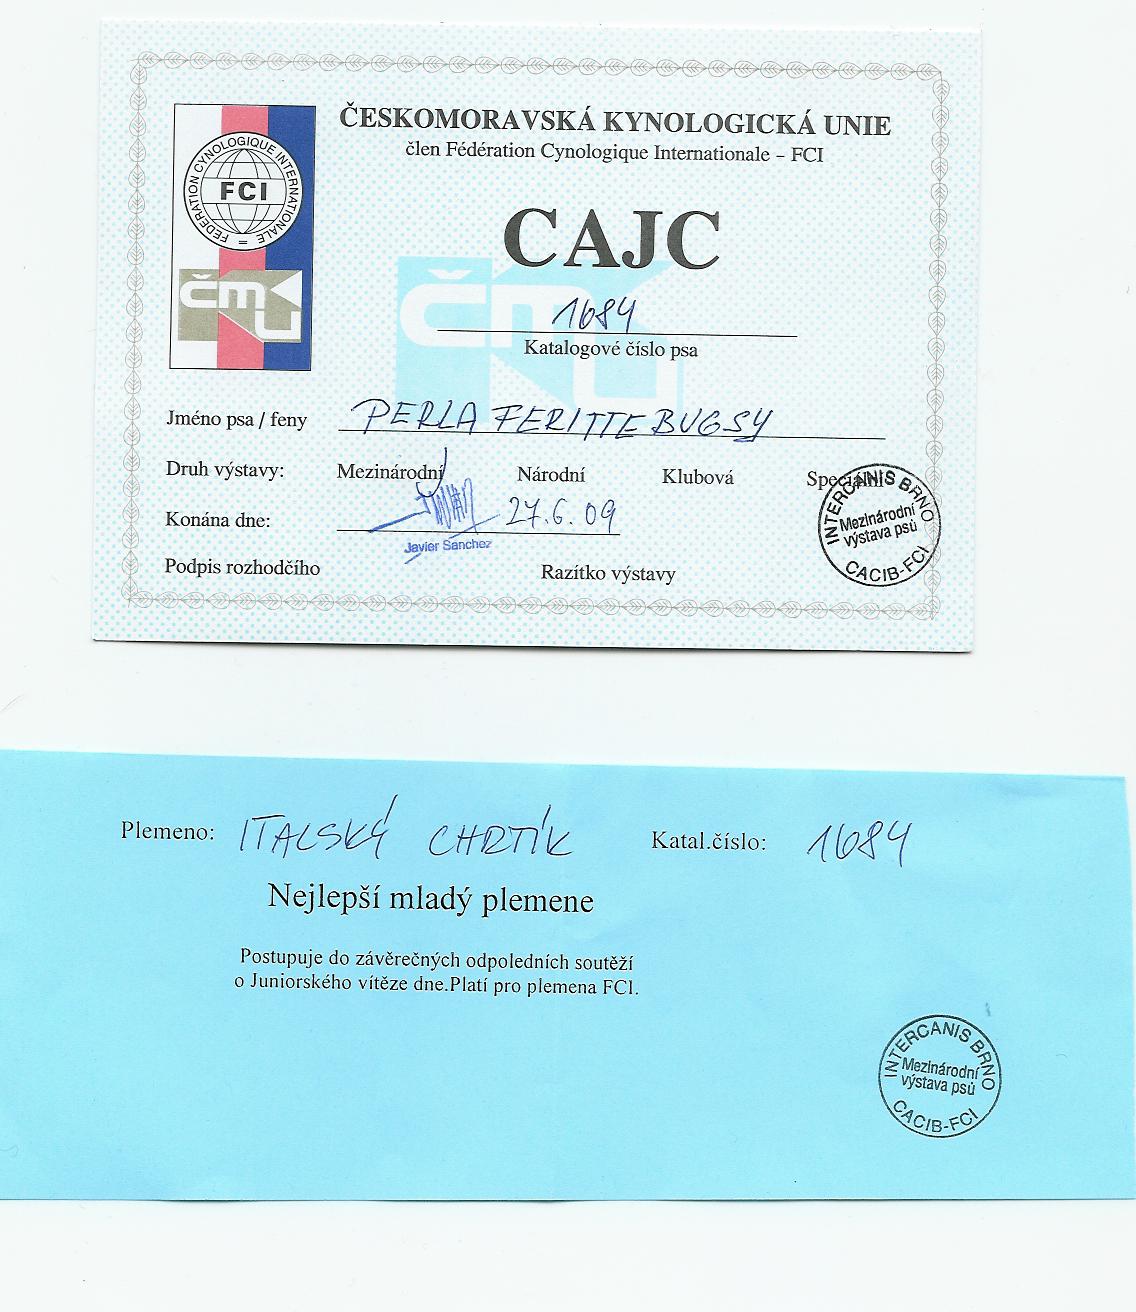 ČESKOMORAVSKÁ KYNOLOGICKÁ UNIE
člen Fédération Cynologique Internationale – FCI
FÉDÉRATION CYNOLOGIQUE INTERNATIONALE
FCI
čmku
CAJC
čmku
1684
Katalogové číslo psa
Jméno psa / feny PERLA FERITTE BUGSY
Druh výstavy: Mezinárodní Národní Klubová Speciální
Konána dne: 27.6.09
Javier Sanchez
Podpis rozhodčího Razítko výstavy
INTERCANIS BRNO
Mezinárodní
výstava psů
CACIB-FCI
Plemeno: ITALSKÝ CHRTÍK Katal.číslo: 1684
Nejlepší mladý plemene
Postupuje do závěrečných odpoledních soutěží
o Juniorského vítěze dne.Platí pro plemena FCI.
INTERCANIS BRNO
Mezinárodní
výstava psů
CACIB-FCI